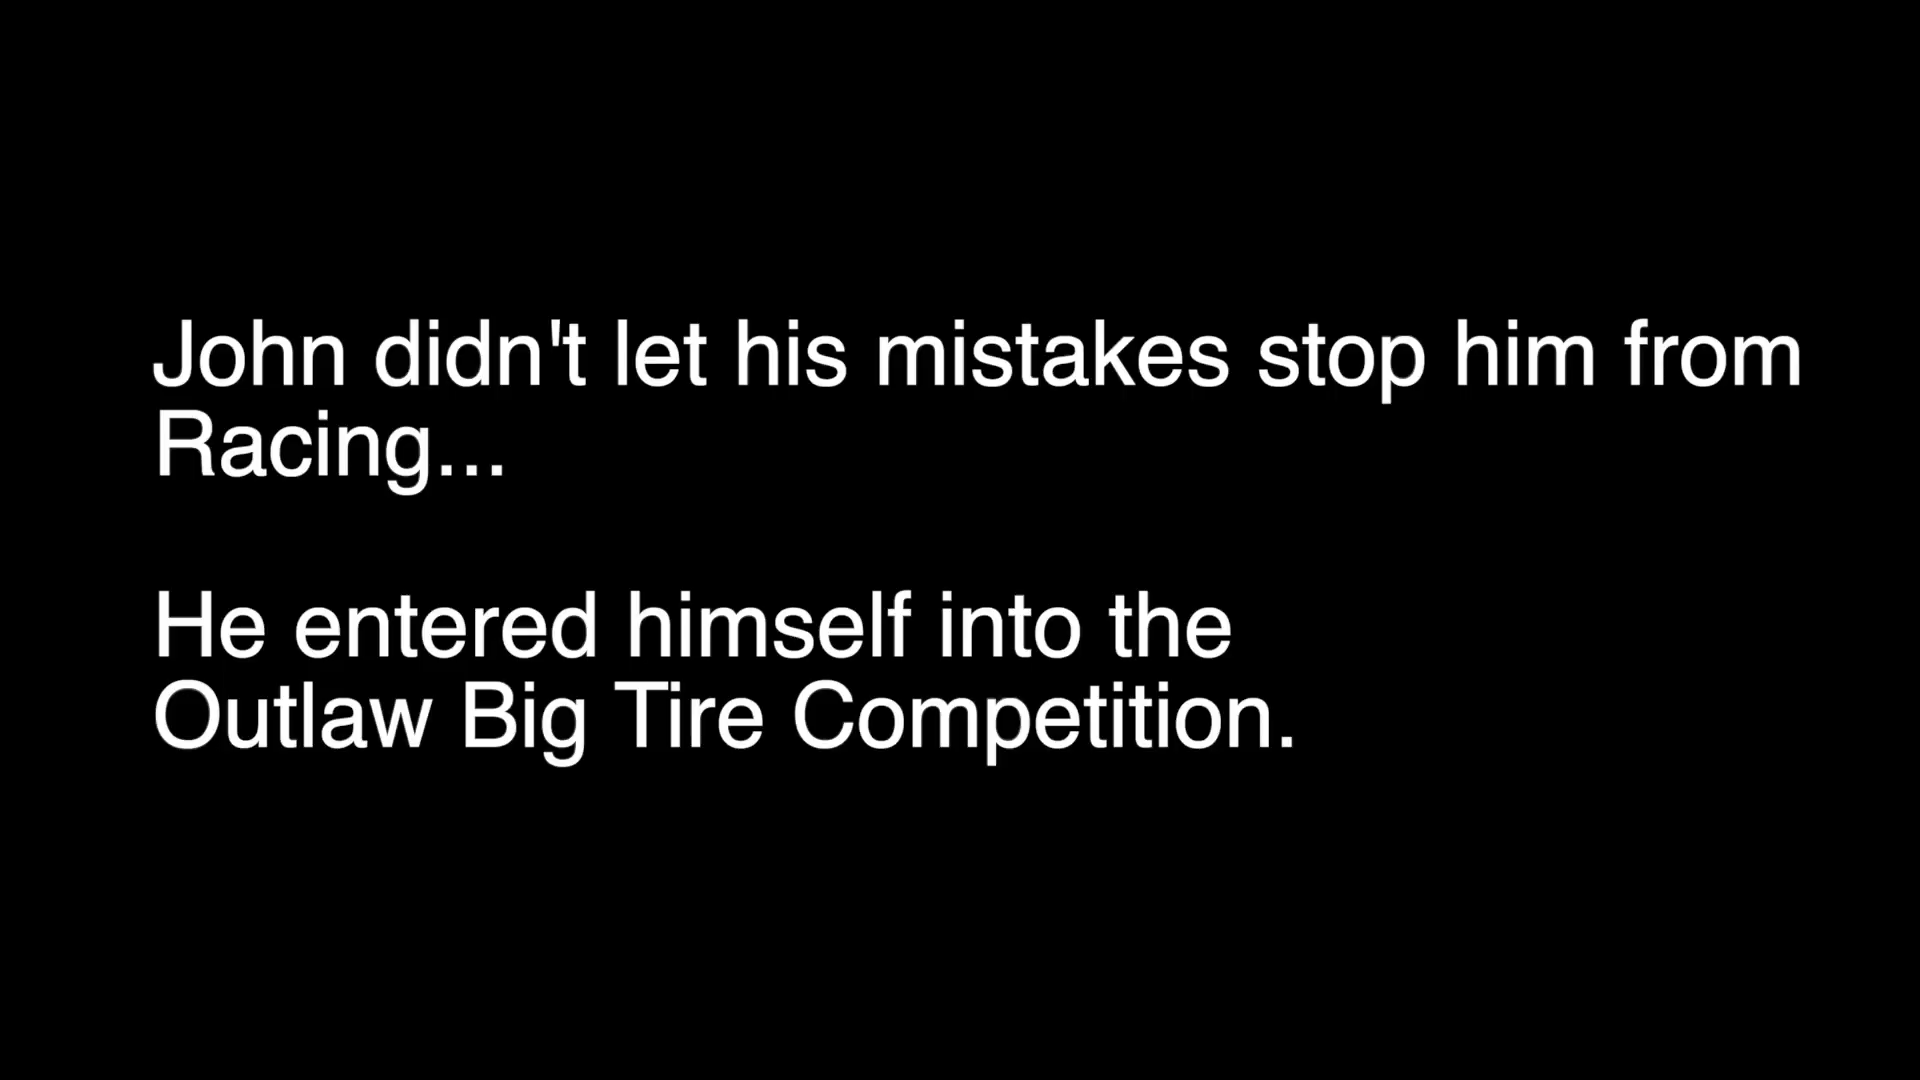 John didn't let his mistakes stop him from
Racing...
He entered himself into the
Outlaw Big Tire Competition.